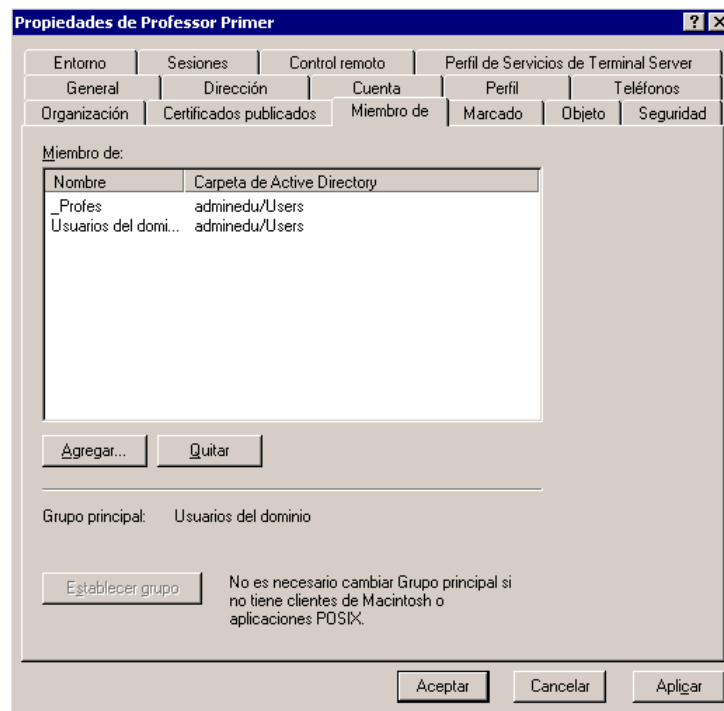 Propiedades de Professor Primer
Entorno Sesiones Control remoto Perfil de Servicios de Terminal Server
General Dirección Cuenta Perfil Teléfonos
Organización Certificados publicados Miembro de Marcado Objeto Seguridad
Miembro de:
Nombre Carpeta de Active Directory
_Profes adminedu/Users
Usuarios del domi... adminedu/Users
Agregar... Quitar
Grupo principal: Usuarios del dominio
Establecer grupo
No es necesario cambiar Grupo principal si
no tiene clientes de Macintosh o
aplicaciones POSIX.
Aceptar Cancelar Aplicar